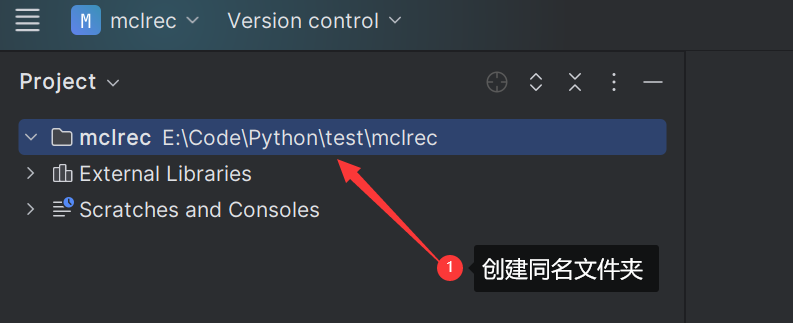 M mclrec Version control
Project
mclrec E:\Code\Python\test\mclrec
External Libraries
Scratches and Consoles
1 创建同名文件夹